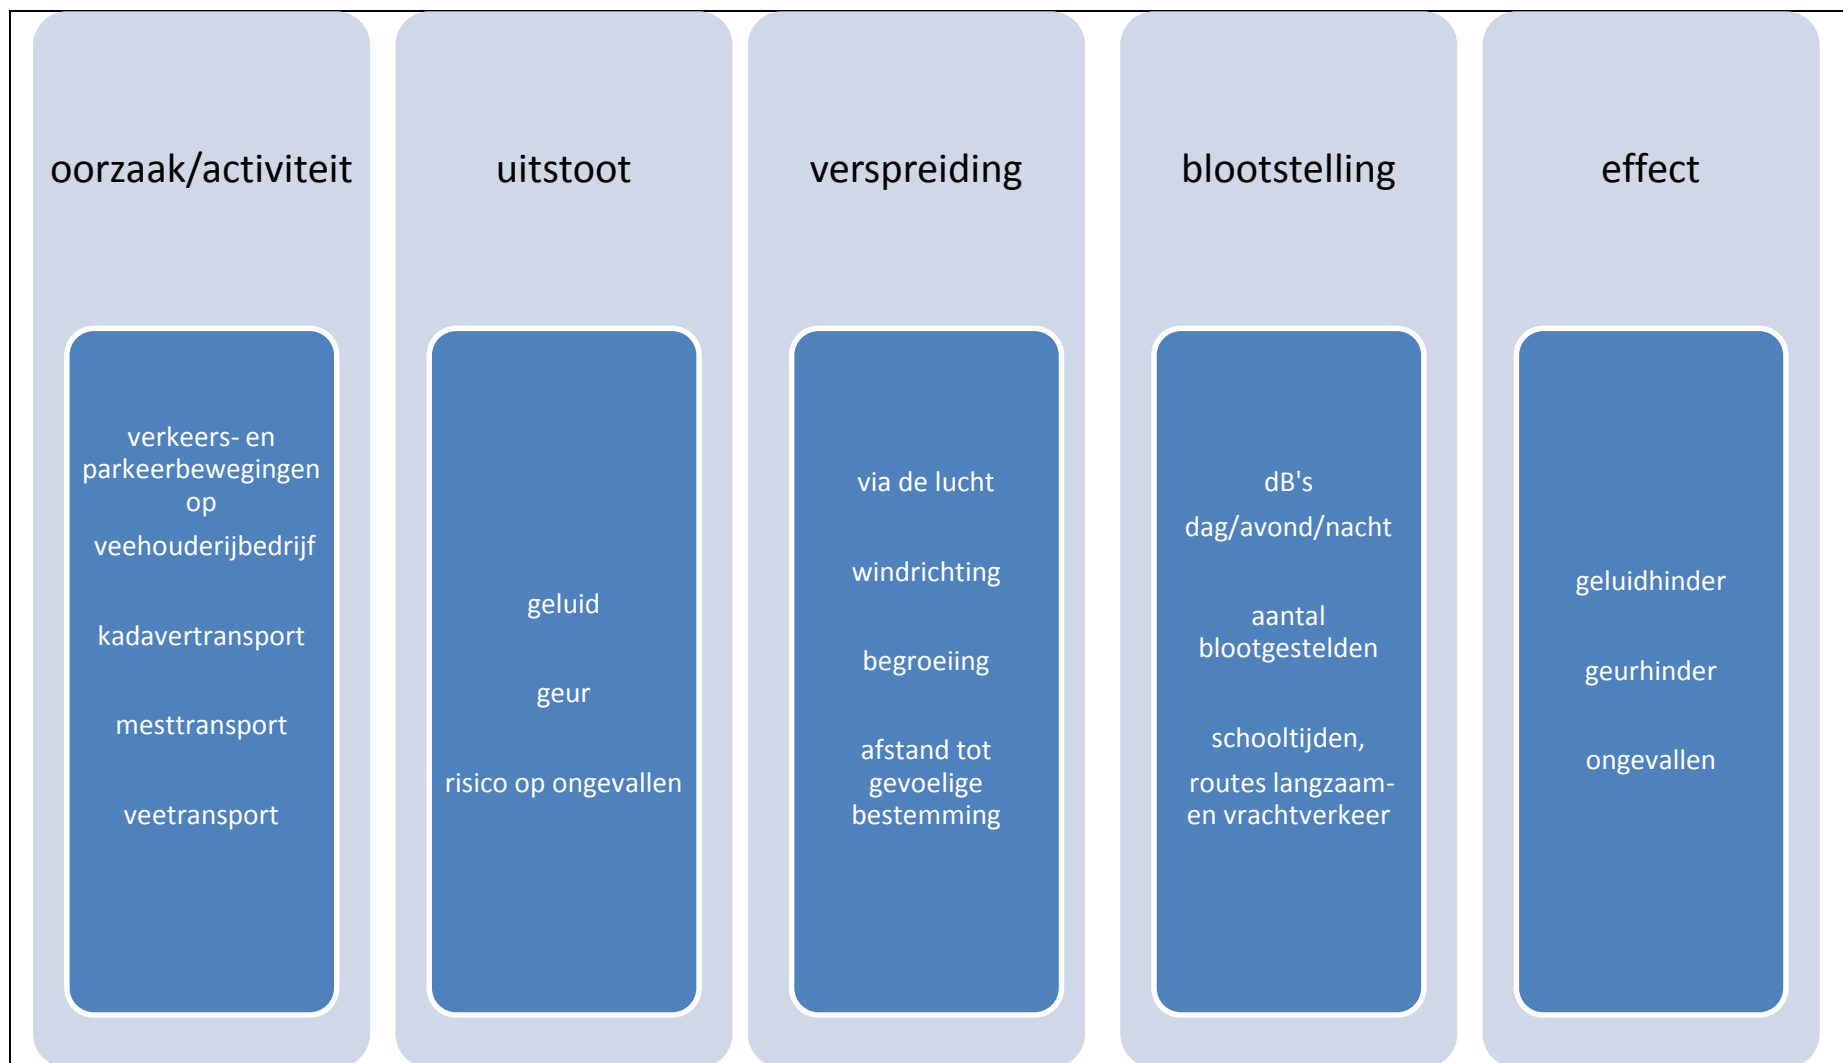 oorzaak/activiteit
verkeers- en
parkeerbewegingen
op
veehouderijbedrijf
kadavertransport
mesttransport
veetransport
uitstoot
geluid
geur
risico op ongevallen
verspreiding
via de lucht
windrichting
begroeiing
afstand tot
gevoelige
bestemming
blootstelling
dB's
dag/avond/nacht
aantal
blootgestelden
schooltijden,
routes langzaam-
en vrachtverkeer
effect
geluidhinder
geurhinder
ongevallen